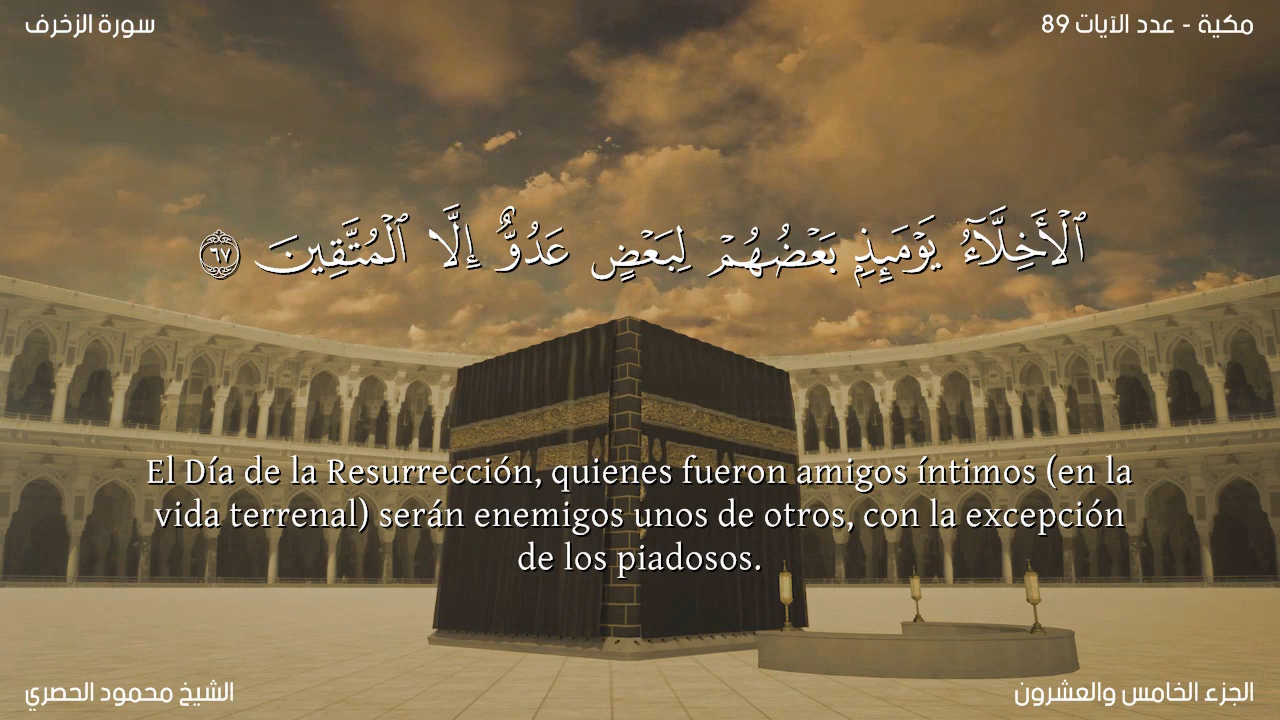 سورة الزخرف
مكية - عدد الآيات 89
ٱلْأَخِلَّآءُ يَوْمَئِذٍۭ بَعْضُهُمْ لِبَعْضٍ عَدُوٌّ إِلَّا ٱلْمُتَّقِينَ ٦٧
El Día de la Resurrección, quienes fueron amigos íntimos (en la
vida terrenal) serán enemigos unos de otros, con la excepción
de los piadosos.
الشيخ محمود الحصري
الجزء الخامس والعشرون